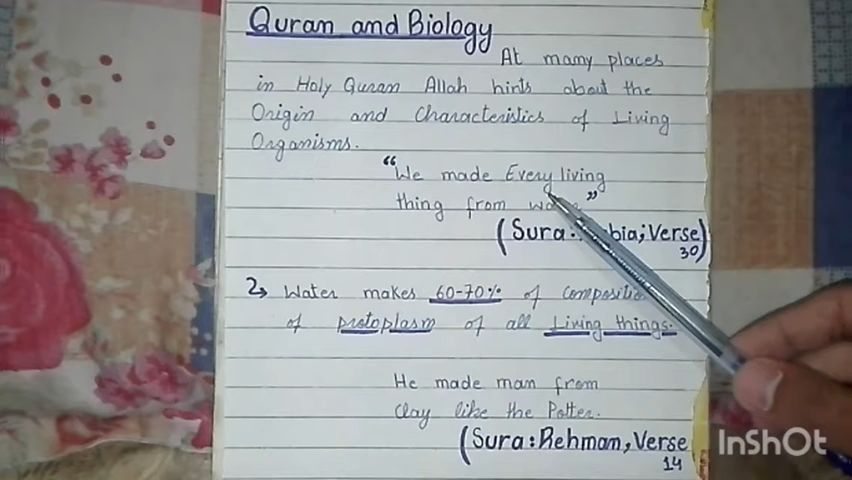 Quran and Biology
At many places
in Holy Quran Allah hints about the
Origin and Characteristics of Living
Organisms.
“We made Every living
thing from”
(Sura: Verse
30)
2→ Water makes 60-70% of
of protoplasm of all Living things.
He made man from
Clay like the Potter.
(Sura: Rehman, Verse
14
InShOt